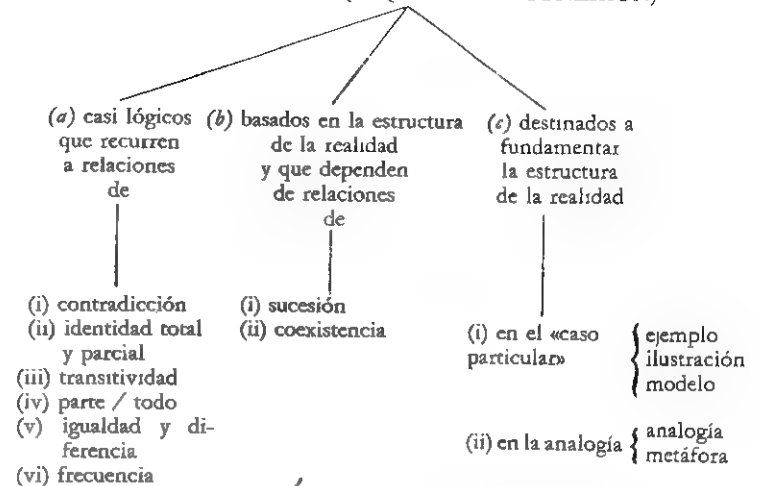 (a) casi lógicos
que recurren
a relaciones
de
(b) basados en la estructura
de la realidad
y que dependen
de relaciones
de
(c) destinados a
fundamentar
la estructura
de la realidad
(i) contradicción
(ii) identidad total
y parcial
(iii) transitividad
(iv) parte / todo
(v) igualdad y di-
ferencia
(vi) frecuencia
(i) sucesión
(ii) coexistencia
(i) en el «caso
particular»
ejemplo
ilustración
modelo
(ii) en la analogía
analogía
metáfora